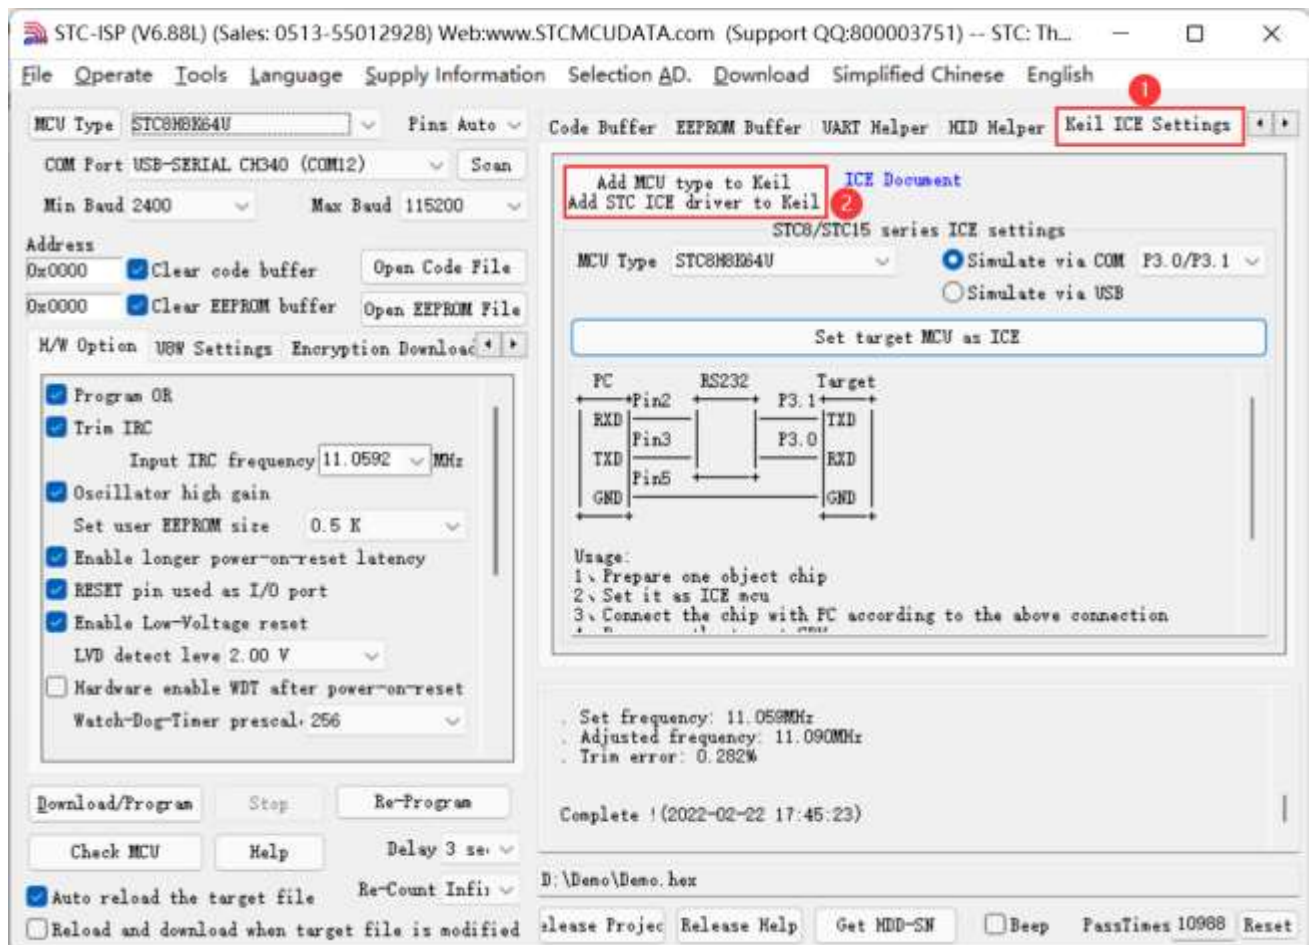 STC-ISP (V6.88L) (Sales: 0513-55012928) Web:www.STCMCUDATA.com (Support QQ:800003751) -- STC: Th...
File Operate Tools Language Supply Information Selection AD. Download Simplified Chinese English
1
MCU Type STC8H8K64U Pins Auto
COM Port USB-SERIAL CH340 (COM12) Scan
Min Baud 2400 Max Baud 115200
Address
0x0000 Clear code buffer Open Code File
0x0000 Clear EEPROM buffer Open EEPROM File
H/W Option U8W Settings Encryption Download
Program OR
Trim IRC
Input IRC frequency 11.0592 MHz
Oscillator high gain
Set user EEPROM size 0.5 K
Enable longer power-on-reset latency
RESET pin used as I/O port
Enable Low-Voltage reset
LVD detect leve 2.00 V
Hardware enable WDT after power-on-reset
Watch-Dog-Timer prescal 256
Download/Program Stop Re-Program
Check MCU Help Delay 3 se
Auto reload the target file Re-Count Infi
Reload and download when target file is modified
Code Buffer EEPROM Buffer UART Helper HID Helper Keil ICE Settings
Add MCU type to Keil
Add STC ICE driver to Keil
2
ICE Document
STC8/STC15 series ICE settings
MCU Type STC8H8K64U Simulate via COM P3.0/P3.1
Simulate via USB
Set target MCU as ICE
PC RS232 Target
Pin2 P3.1
RXD TXD
Pin3 P3.0
TXD RXD
Pin5
GND GND
Usage:
1、Prepare one object chip
2、Set it as ICE mcu
3、Connect the chip with PC according to the above connection
. Set frequency: 11.059MHz
. Adjusted frequency: 11.090MHz
. Trim error: 0.282%
Complete !(2022-02-22 17:45:23)
D:\Demo\Demo.hex
elease Projec Release Help Get HDD-SN Beep PassTimes 10988 Reset